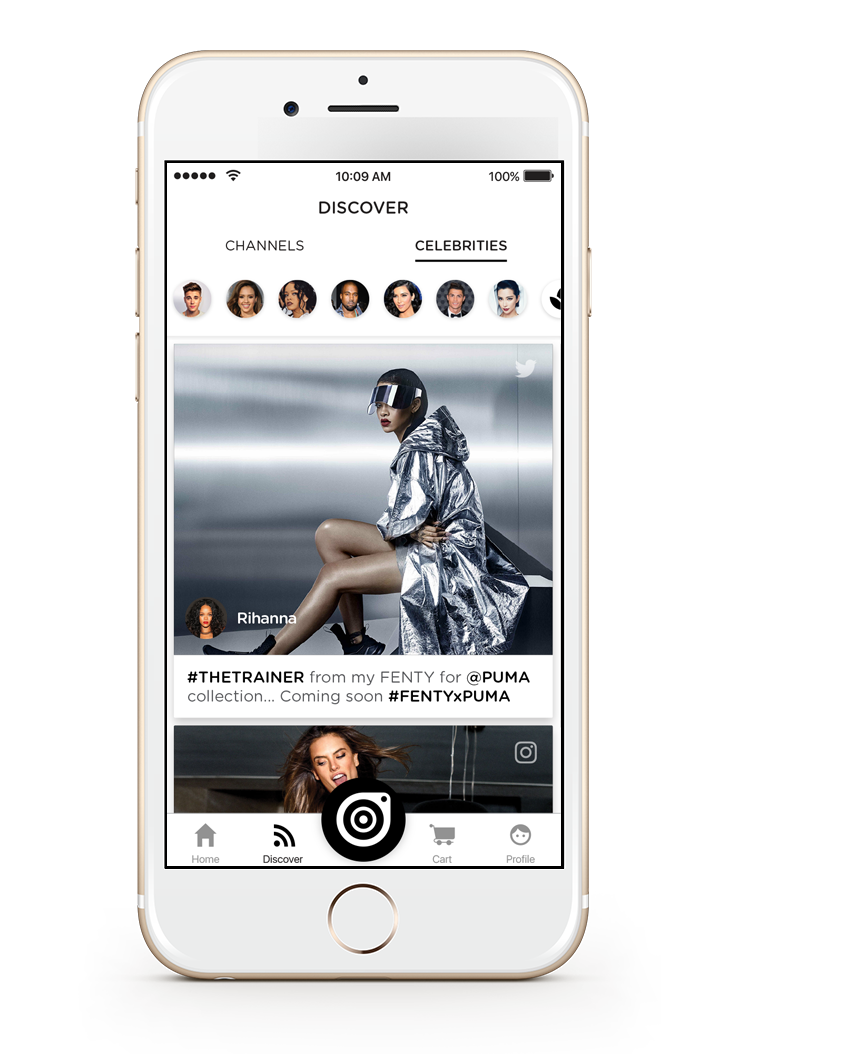 10:09 AM
100%
DISCOVER
CHANNELS
CELEBRITIES
Rihanna
#THETRAINER from my FENTY for @PUMA
collection... Coming soon #FENTYxPUMA
Home
Discover
Cart
Profile